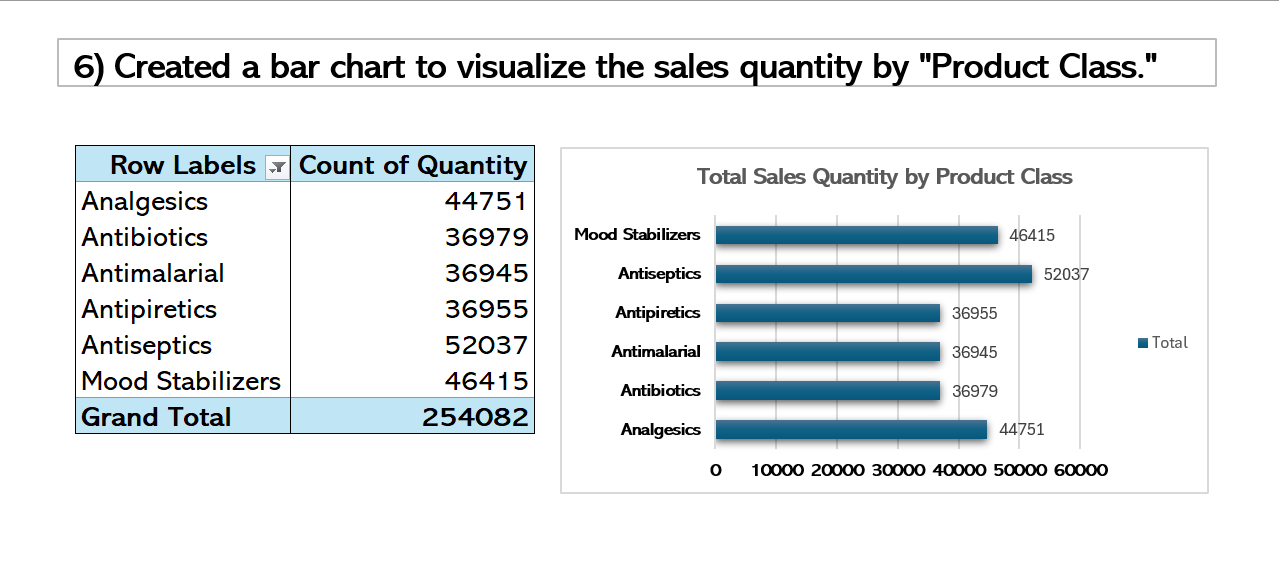 6) Created a bar chart to visualize the sales quantity by "Product Class."
Row Labels Count of Quantity
Analgesics 44751
Antibiotics 36979
Antimalarial 36945
Antipiretics 36955
Antiseptics 52037
Mood Stabilizers 46415
Grand Total 254082
Total Sales Quantity by Product Class
Mood Stabilizers 46415
Antiseptics 52037
Antipiretics 36955
Antimalarial 36945
Antibiotics 36979
Analgesics 44751
0 10000 20000 30000 40000 50000 60000
Total